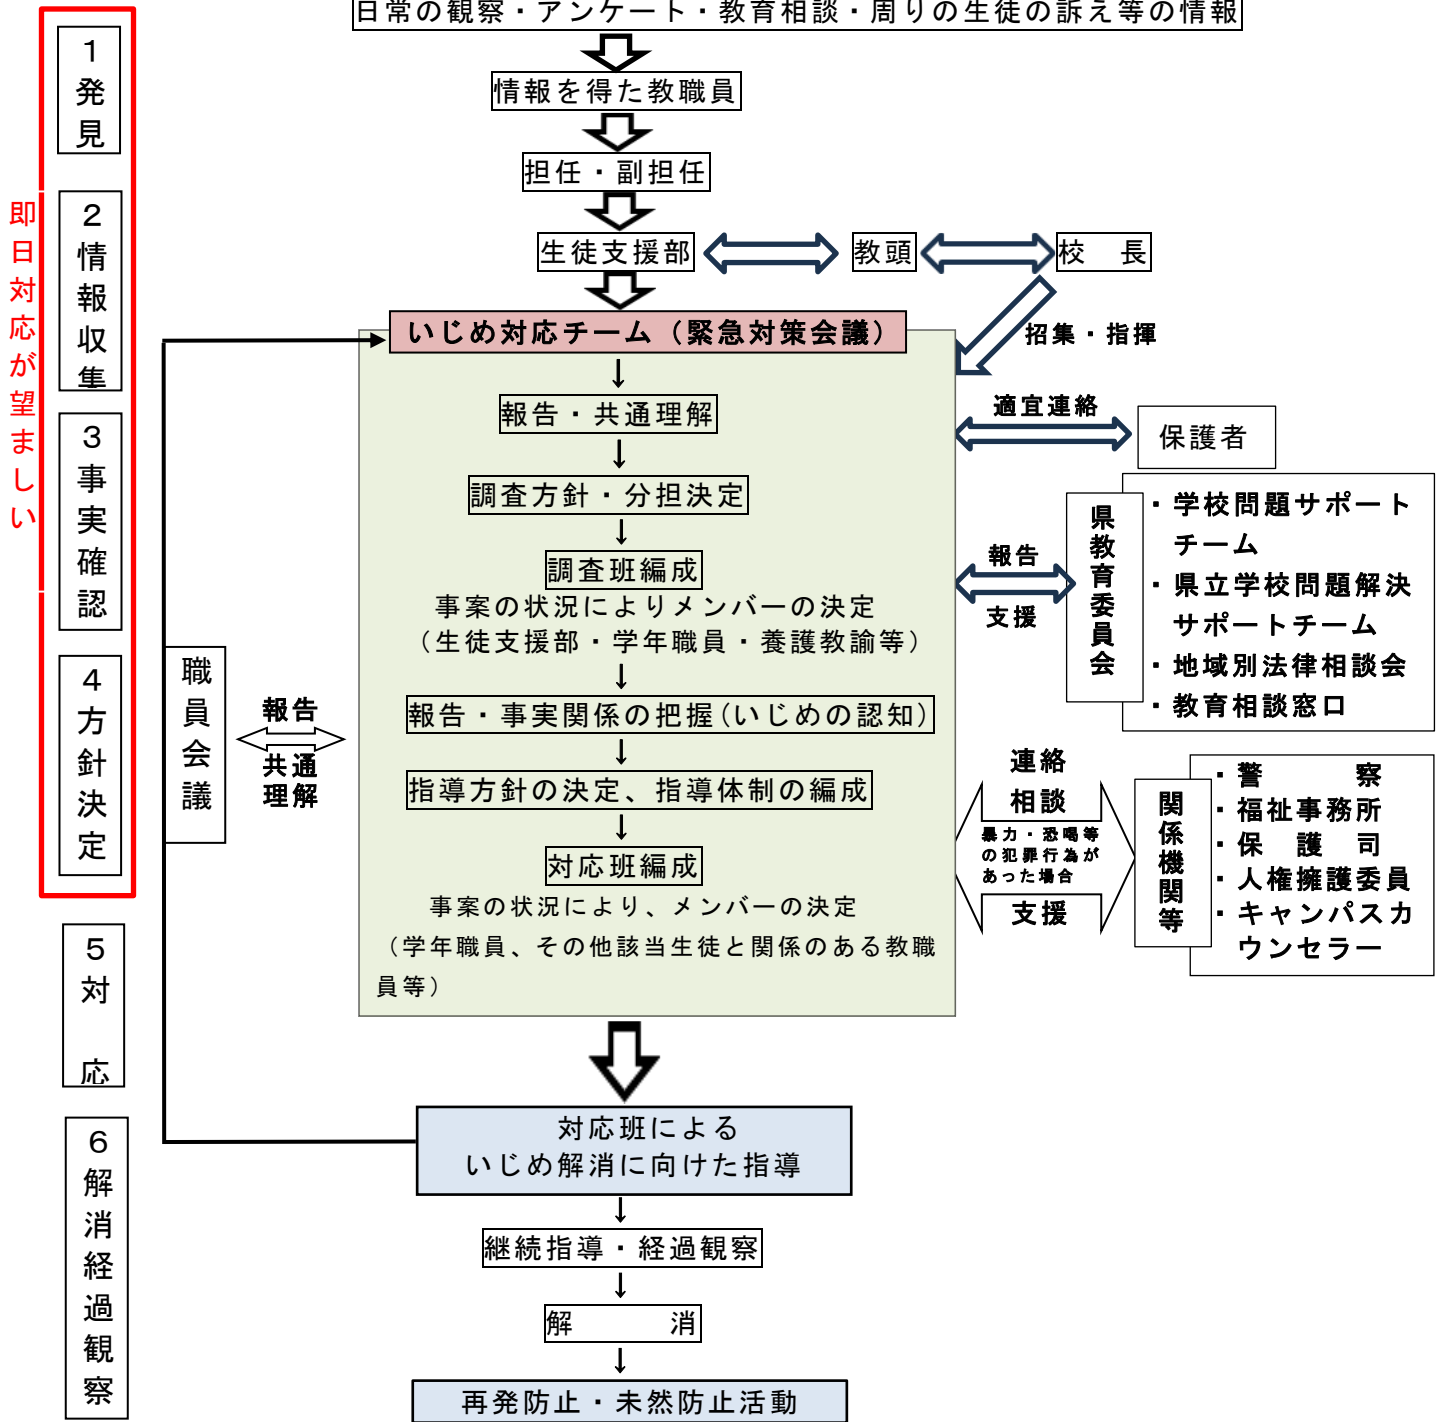 日常の観察・アンケート・教育相談・周りの生徒の訴え等の情報
情報を得た教職員
担任・副担任
生徒支援部
教頭
校　長
招集・指揮
いじめ対応チーム（緊急対策会議）
↓
報告・共通理解
↓
調査方針・分担決定
↓
調査班編成
事案の状況によりメンバーの決定
（生徒支援部・学年職員・養護教諭等）
↓
報告・事実関係の把握(いじめの認知)
↓
指導方針の決定、指導体制の編成
↓
対応班編成
事案の状況により、メンバーの決定
（学年職員、その他該当生徒と関係のある教職
員等）
対応班による
いじめ解消に向けた指導
↓
継続指導・経過観察
↓
解　　　消
↓
再発防止・未然防止活動
即日対応が望ましい
1発見
2情報収集
3事実確認
4方針決定
5対　応
6解消経過観察
職員会議
報告
共通
理解
適宜連絡
保護者
報告
支援
県教育委員会
・学校問題サポート
チーム
・県立学校問題解決
サポートチーム
・地域別法律相談会
・教育相談窓口
連絡
相談
暴力・恐喝等
の犯罪行為が
あった場合
支援
関係機関等
・警　　　察
・福祉事務所
・保　護　司
・人権擁護委員
・キャンパスカ
ウンセラー